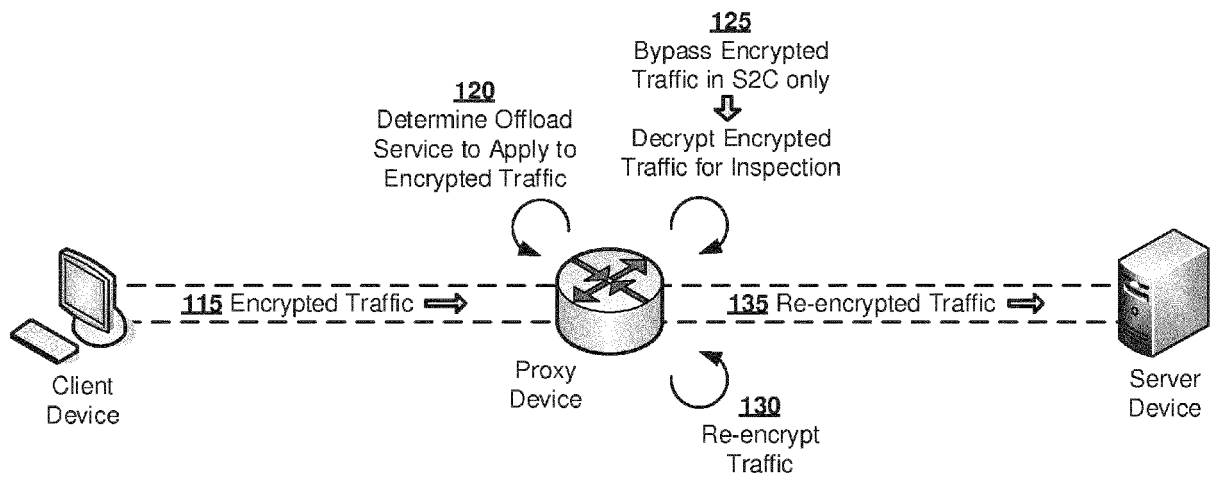 125
Bypass Encrypted
Traffic in S2C only
Decrypt Encrypted
Traffic for Inspection
120
Determine Offload
Service to Apply to
Encrypted Traffic
115 Encrypted Traffic
135 Re-encrypted Traffic
Client
Device
Proxy
Device
Server
Device
130
Re-encrypt
Traffic